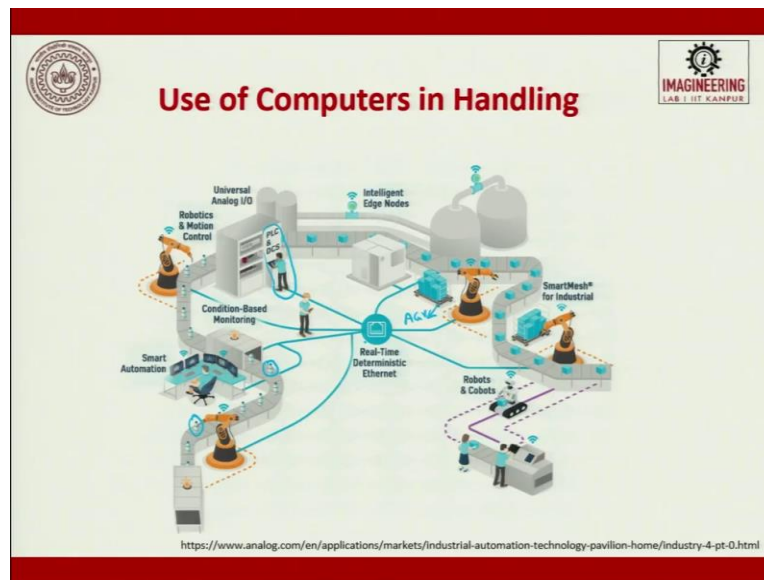 IMAGINEERING
LAB | IIT KANPUR
Use of Computers in Handling
Universal
Analog I/O
Intelligent
Edge Nodes
Robotics
& Motion
Control
PLC
&
DCS
SmartMesh®
for Industrial
Condition-Based
Monitoring
AGV
Smart
Automation
Real-Time
Deterministic
Ethernet
Robots
& Cobots
https://www.analog.com/en/applications/markets/industrial-automation-technology-pavilion-home/industry-4-pt-0.html